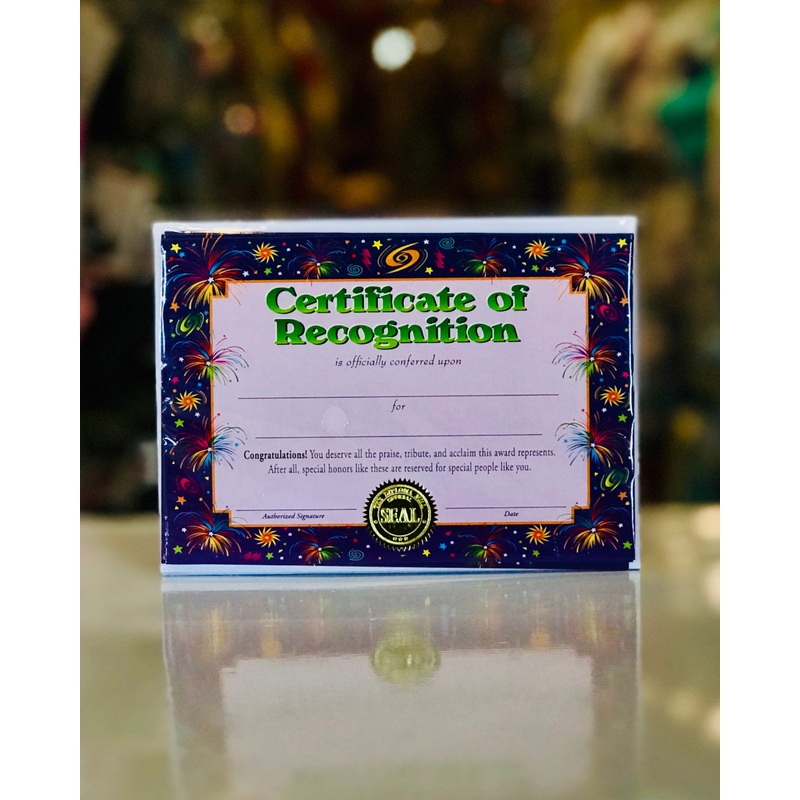 Certificate of
Recognition
is officially conferred upon
for
Congratulations! You deserve all the praise, tribute, and acclaim this award represents.
After all, special honors like these are reserved for special people like you.
Authorized Signature
Date
OFFICIAL
SEAL